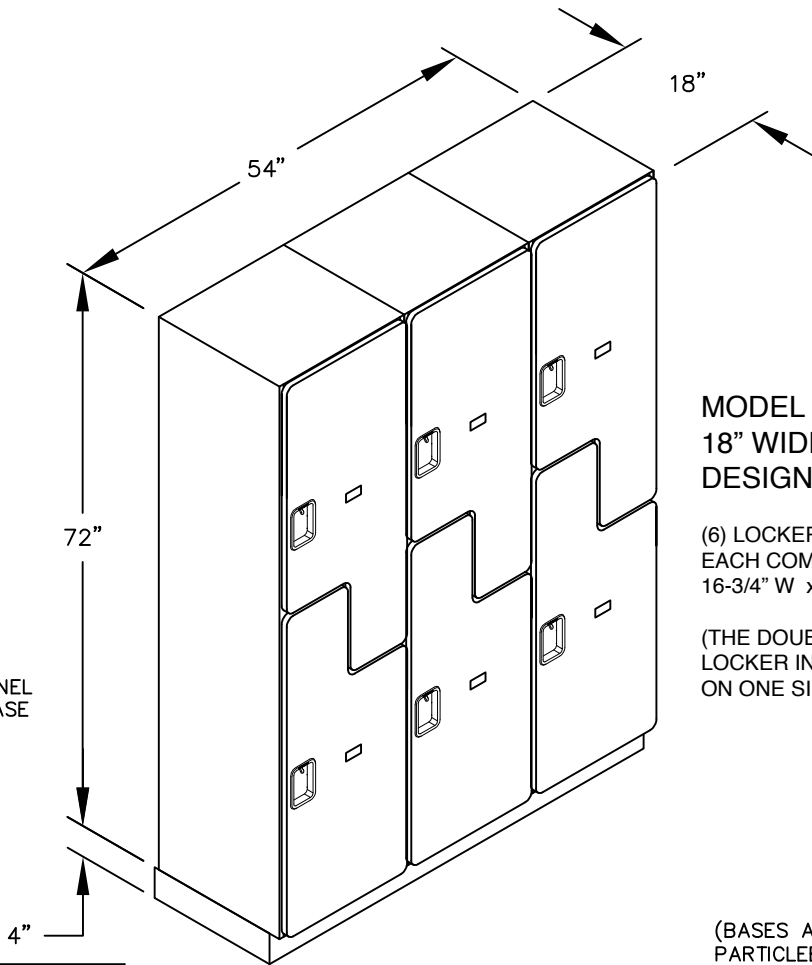 18”
54”
72”
MODEL
18” WIDE
DESIGN
(6) LOCKER
EACH COM
16-3/4” W x
(THE DOUB
LOCKER IN
ON ONE SI
NEL
ASE
4”
(BASES A